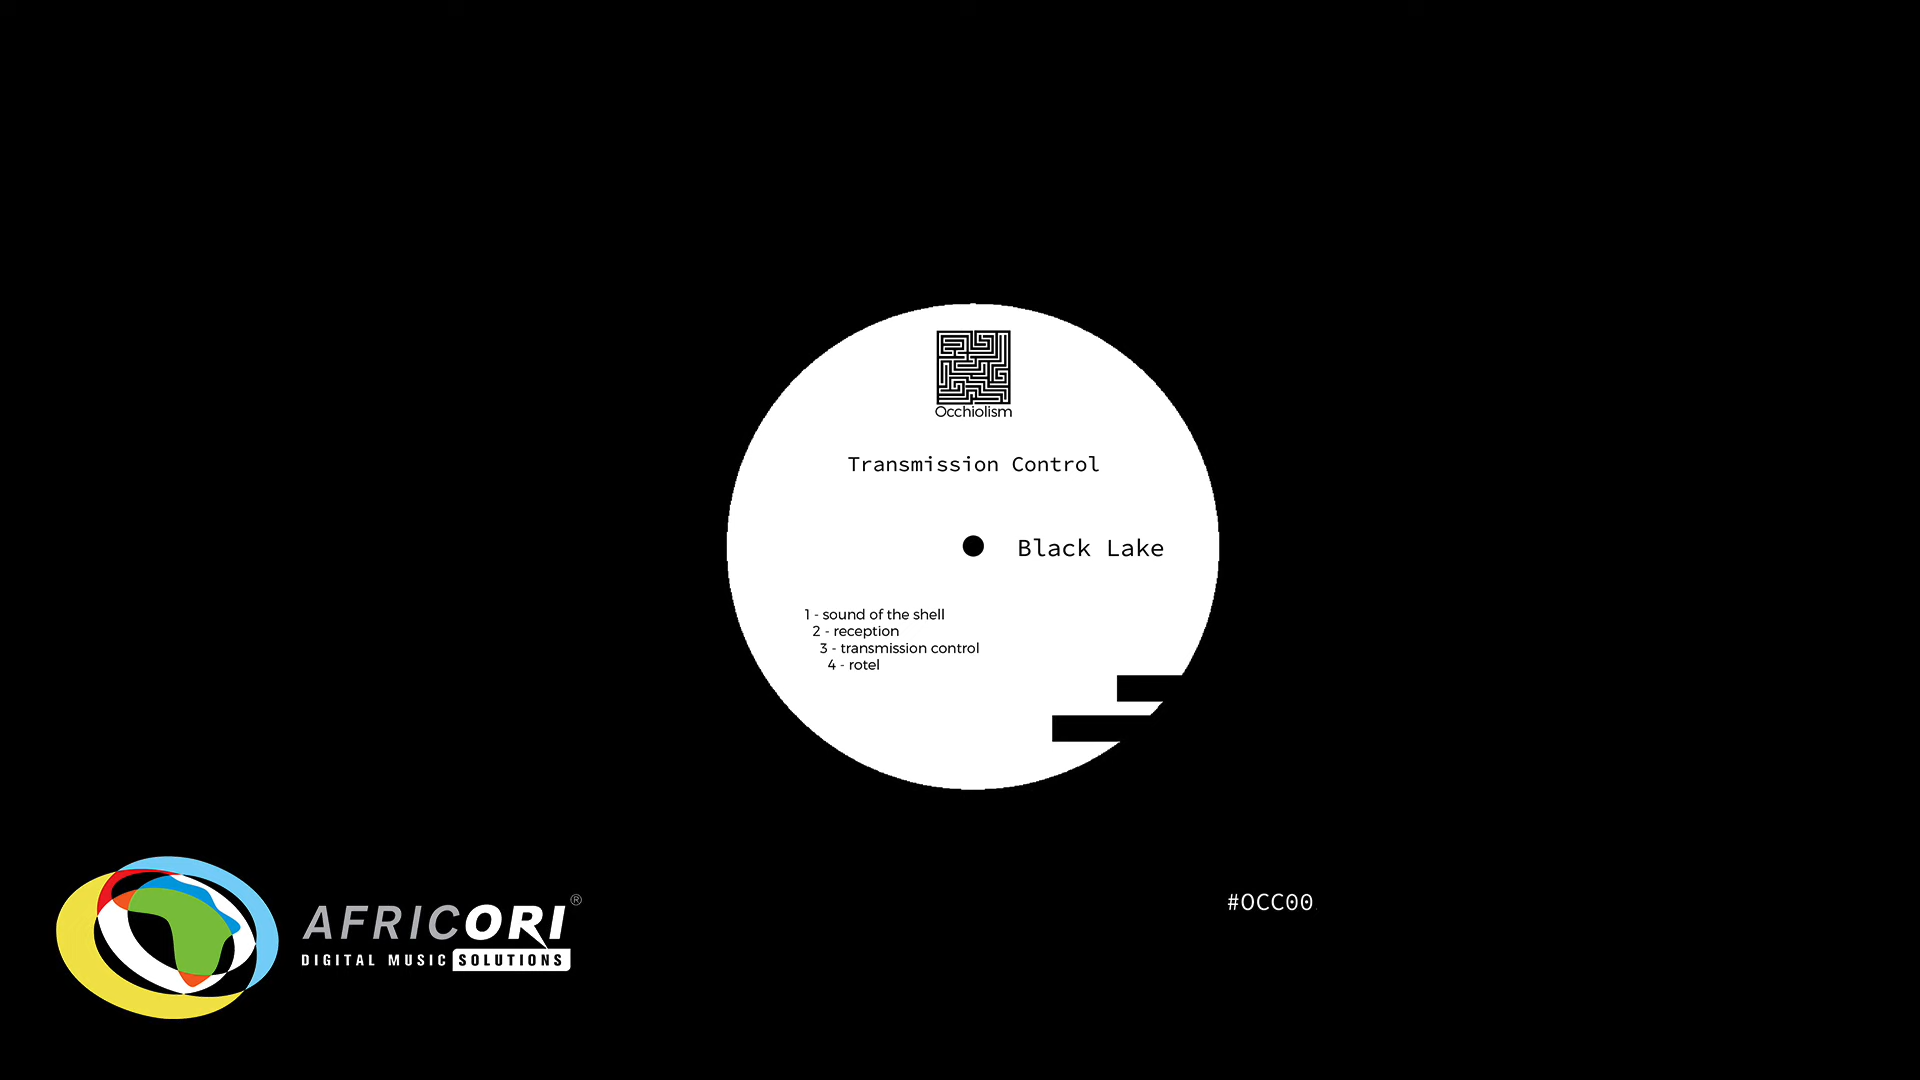 Occhiolism
Transmission Control
Black Lake
1 - sound of the shell
2 - reception
3 - transmission control
4 - rotel
AFRICORI®
DIGITAL MUSIC SOLUTIONS
#OCC00